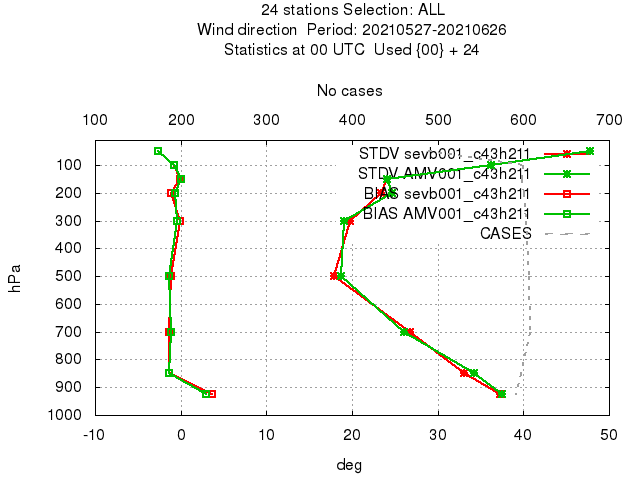 24 stations Selection: ALL
Wind direction  Period: 20210527-20210626
Statistics at 00 UTC  Used {00} + 24
No cases
100 200 300 400 500 600 700
STDV sevb001_c43h211
STDV AMV001_c43h211
BIAS sevb001_c43h211
BIAS AMV001_c43h211
CASES
hPa
100
200
300
400
500
600
700
800
900
1000
-10 0 10 20 30 40 50
deg